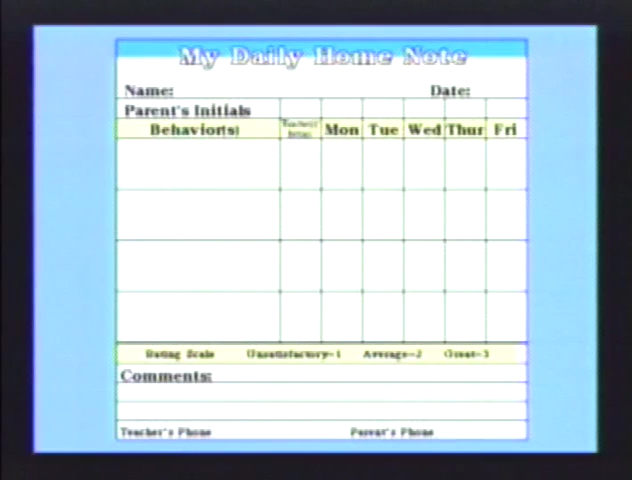 My Daily Home Note
Name: Date:
Parent's Initials
Behavior(s) Mon Tue Wed Thur Fri
Rating Scale Unsatisfactory-1 Average-2 Great-3
Comments:
Teacher's Phone Parent's Phone